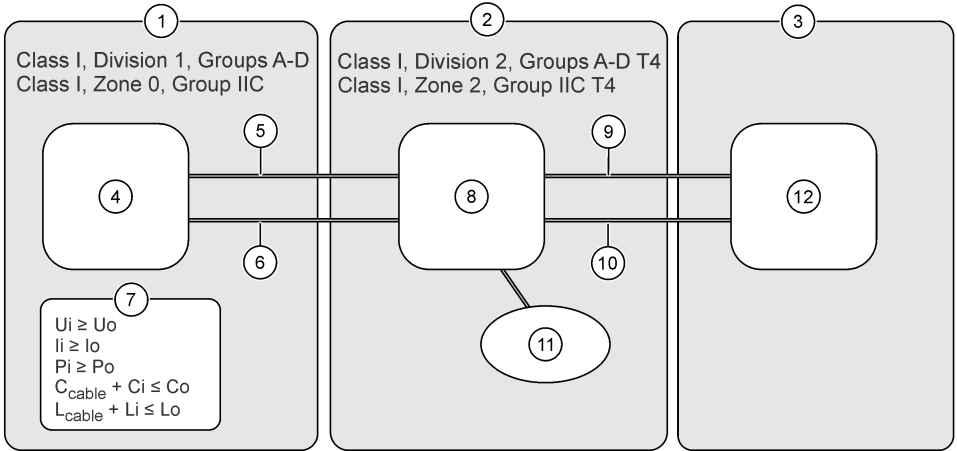 1
2
3
Class I, Division 1, Groups A-D
Class I, Zone 0, Group IIC
Class I, Division 2, Groups A-D T4
Class I, Zone 2, Group IIC T4
5
9
4
8
12
6
10
7
Ui ≥ Uo
Ii ≥ Io
Pi ≥ Po
Ccable + Ci ≤ Co
Lcable + Li ≤ Lo
11